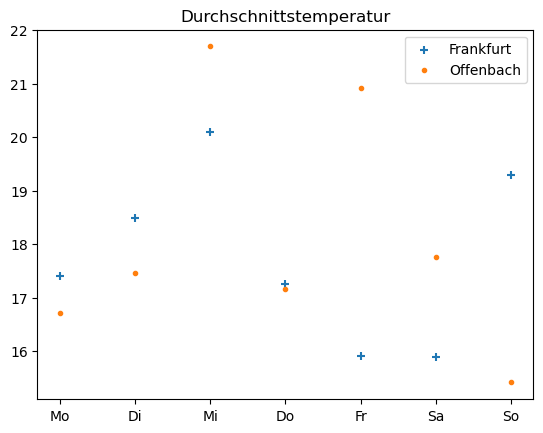 Durchschnittstemperatur
Frankfurt
Offenbach
22
21
20
19
18
17
16
Mo Di Mi Do Fr Sa So